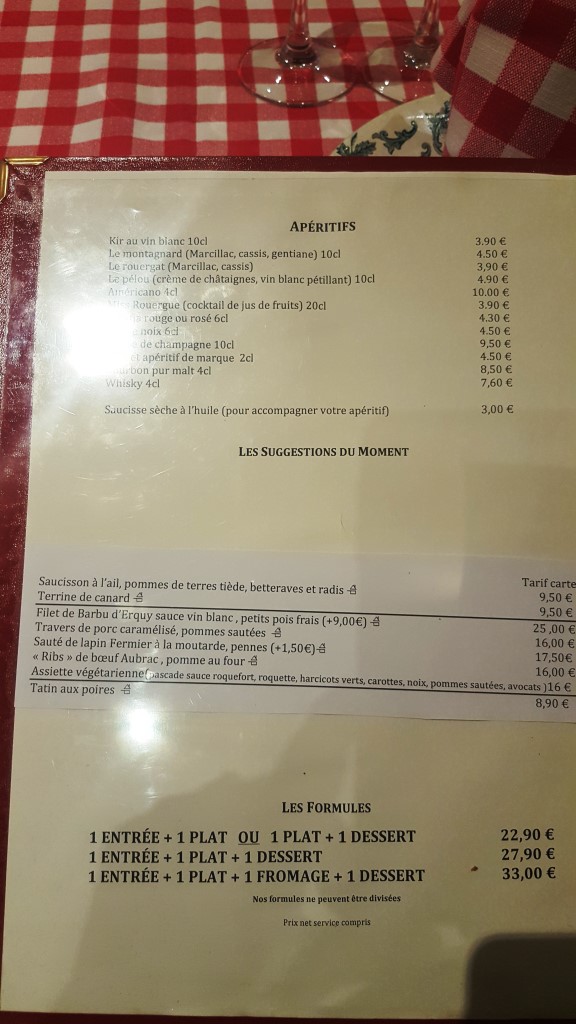 APÉRITIFS
Kir au vin blanc 10cl 3.90 €
Le montagnard (Marcillac, cassis, gentiane) 10cl 4.50 €
Le rouergat (Marcillac, cassis) 3,90 €
Le pélou (crème de châtaignes, vin blanc pétillant) 10cl 4.90 €
Américano 4cl 10.00 €
Rouergue (cocktail de jus de fruits) 20cl 3.90 €
rouge ou rosé 6cl 4.30 €
noix 6cl 4.50 €
de champagne 10cl 9,50 €
apéritif de marque 2cl 4.50 €
pur malt 4cl 8,50 €
Whisky 4cl 7,60 €
Saucisse sèche à l'huile (pour accompagner votre apéritif) 3,00 €
LES SUGGESTIONS DU MOMENT
Tarif carte
Saucisson à l'ail, pommes de terres tiède, betteraves et radis 9,50 €
Terrine de canard 9,50 €
Filet de Barbu d'Erquy sauce vin blanc , petits pois frais (+9,00€) 25 ,00 €
Travers de porc caramélisé, pommes sautées 16,00 €
Sauté de lapin Fermier à la moutarde, pennes (+1,50€) 17,50€
« Ribs » de bœuf Aubrac , pomme au four 16,00 €
Assiette végétarienne(pascade sauce roquefort, roquette, harcicots verts, carottes, noix, pommes sautées, avocats )16 €
Tatin aux poires 8,90 €
LES FORMULES
1 ENTRÉE + 1 PLAT OU 1 PLAT + 1 DESSERT 22,90 €
1 ENTRÉE + 1 PLAT + 1 DESSERT 27,90 €
1 ENTRÉE + 1 PLAT + 1 FROMAGE + 1 DESSERT 33,00 €
Nos formules ne peuvent être divisées
Prix net service compris